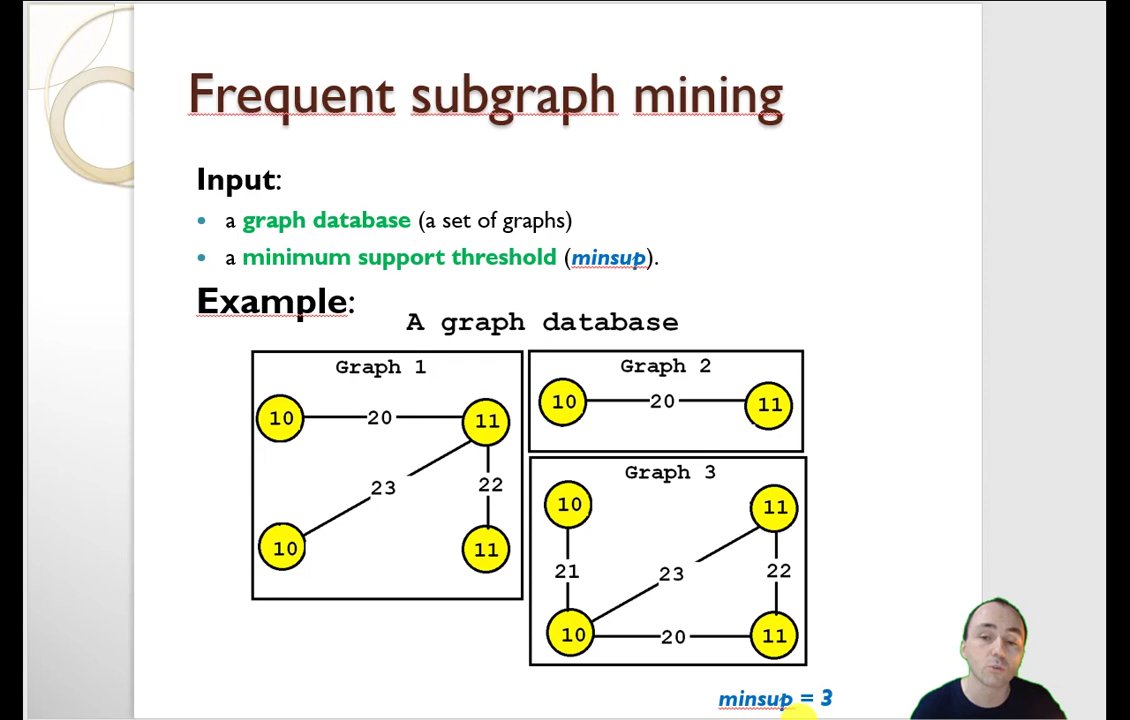 Frequent subgraph mining
Input:
• a graph database (a set of graphs)
• a minimum support threshold (minsup).
Example:
A graph database
Graph 1
10 20 11
23 22
10 11
Graph 2
10 20 11
Graph 3
10 11
21 23 22
10 20 11
minsup = 3